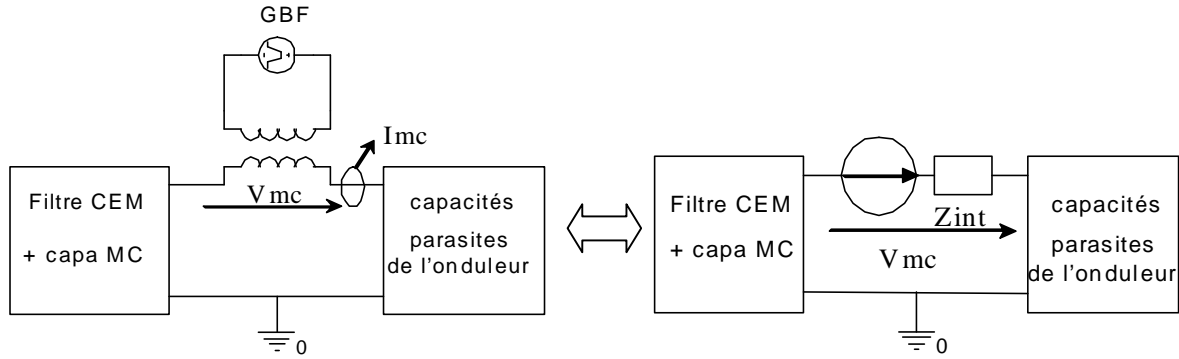 GBF
Imc
Filtre CEM
+ capa MC
Vmc
capacités
parasites
de l'onduleur
0
Filtre CEM
+ capa MC
Zint
Vmc
capacités
parasites
de l'onduleur
0